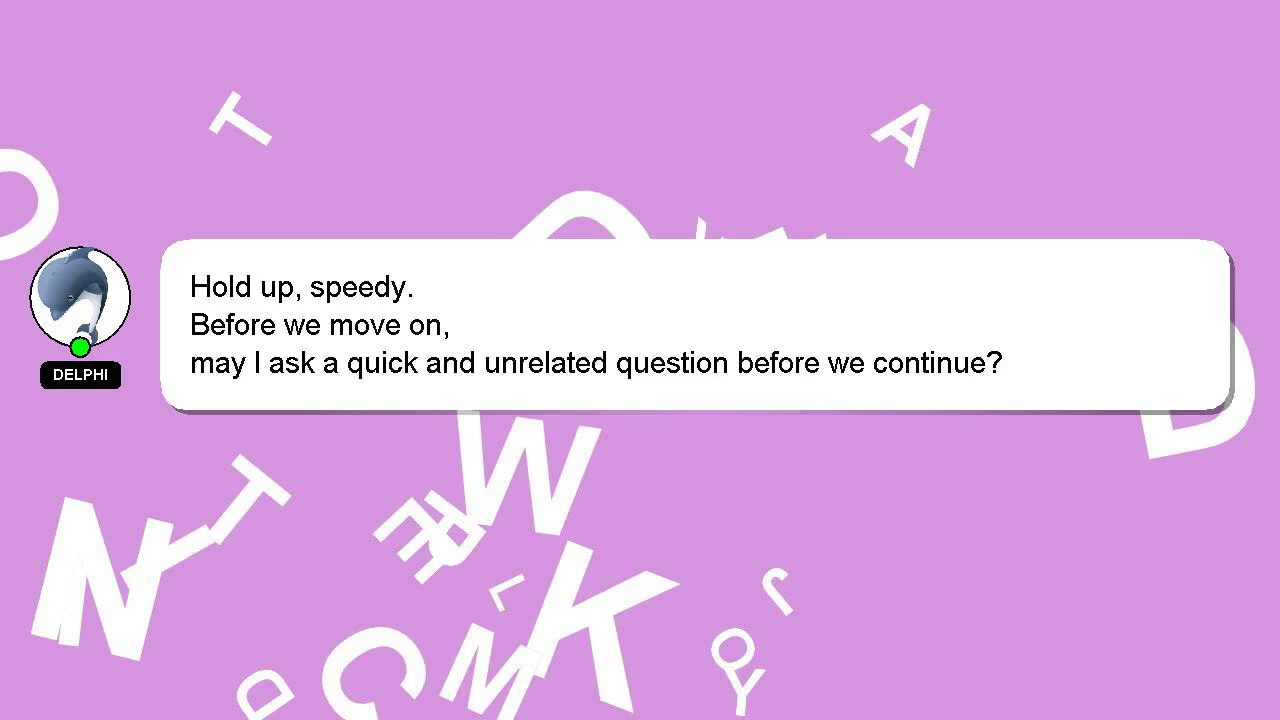 T
A
O
Hold up, speedy.
Before we move on,
may I ask a quick and unrelated question before we continue?
DELPHI
D
W
T
N
E
R
L
K
J
M
C
O
Y
D